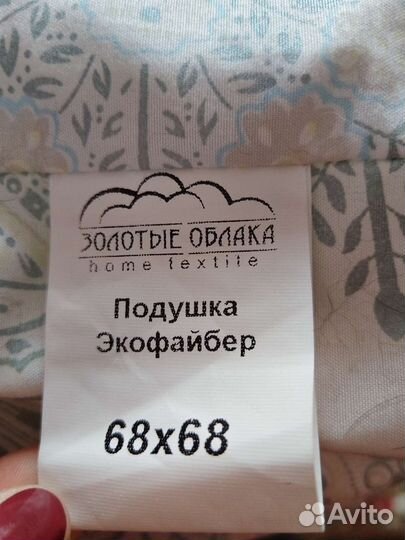 ЗОЛОТЫЕ ОБЛАКА
home textile
Подушка
Экофайбер
68x68
Avito